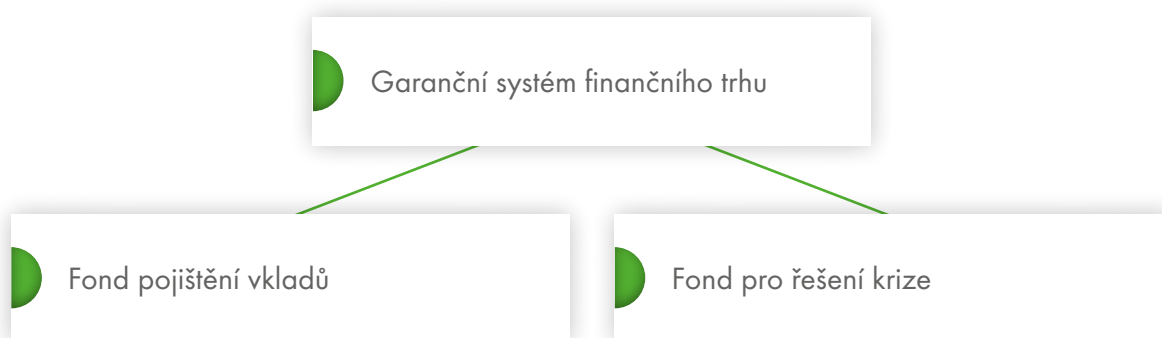 Garanční systém finančního trhu
Fond pojištění vkladů
Fond pro řešení krize